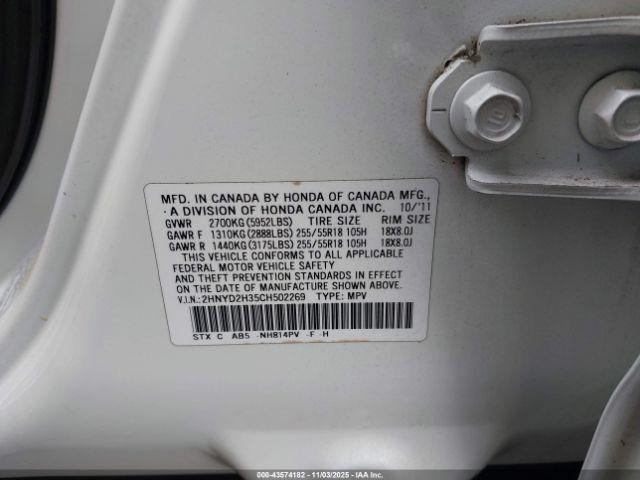 MFD. IN CANADA BY HONDA OF CANADA MFG.,
A DIVISION OF HONDA CANADA INC. 10/'11
GVWR 2700KG(5952LBS) TIRE SIZE RIM SIZE
GAWR F 1310KG(2888LBS) 255/55R18 105H 18X8.0J
GAWR R 1440KG(3175LBS) 255/55R18 105H 18X8.0J
THIS VEHICLE CONFORMS TO ALL APPLICABLE
FEDERAL MOTOR VEHICLE SAFETY
AND THEFT PREVENTION STANDARDS IN EFFECT
ON THE DATE OF MANUFACTURE SHOWN ABOVE.
V.I.N.:2HNYD2H35CH502269 TYPE: MPV
STX C AB5 -NH814PV -F -H
000-43574182 - 11/03/2025 - IAA Inc.